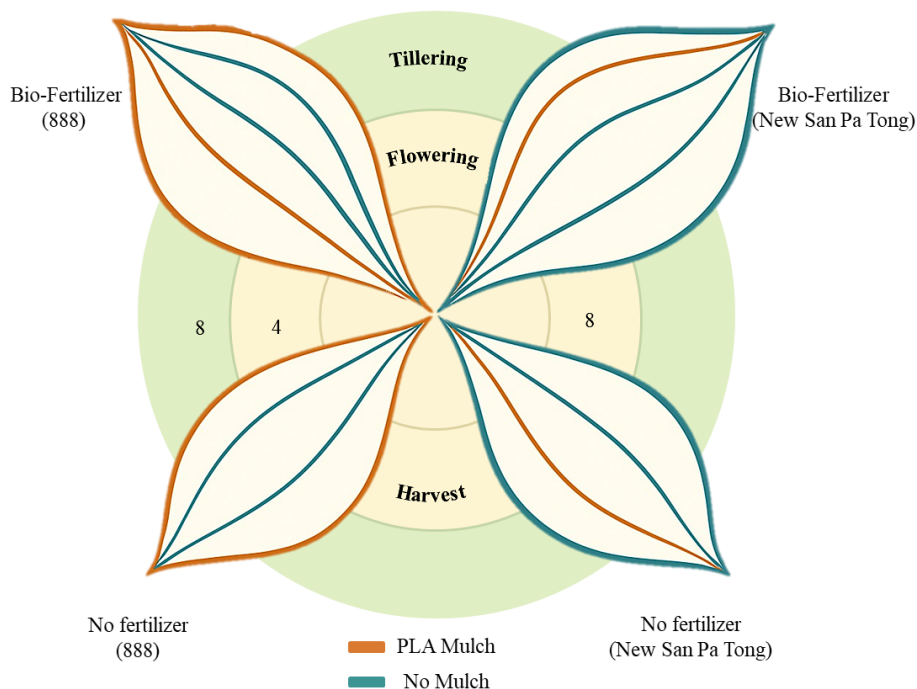 Tillering
Bio-Fertilizer
(888)
Bio-Fertilizer
(New San Pa Tong)
Flowering
8
4
8
Harvest
No fertilizer
(888)
No fertilizer
(New San Pa Tong)
PLA Mulch
No Mulch